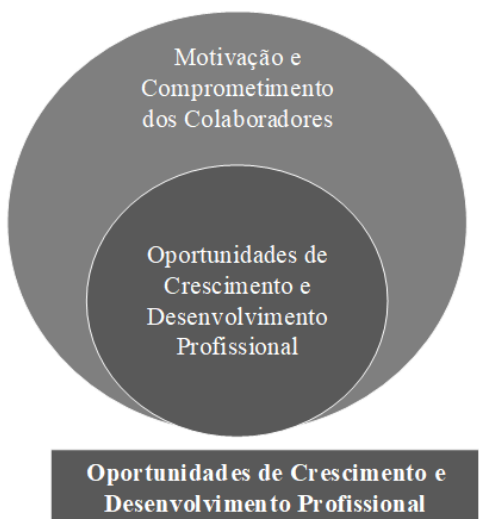 Motivação e
Comprometimento
dos Colaboradores
Oportunidades de
Crescimento e
Desenvolvimento
Profissional
Oportunidades de Crescimento e
Desenvolvimento Profissional